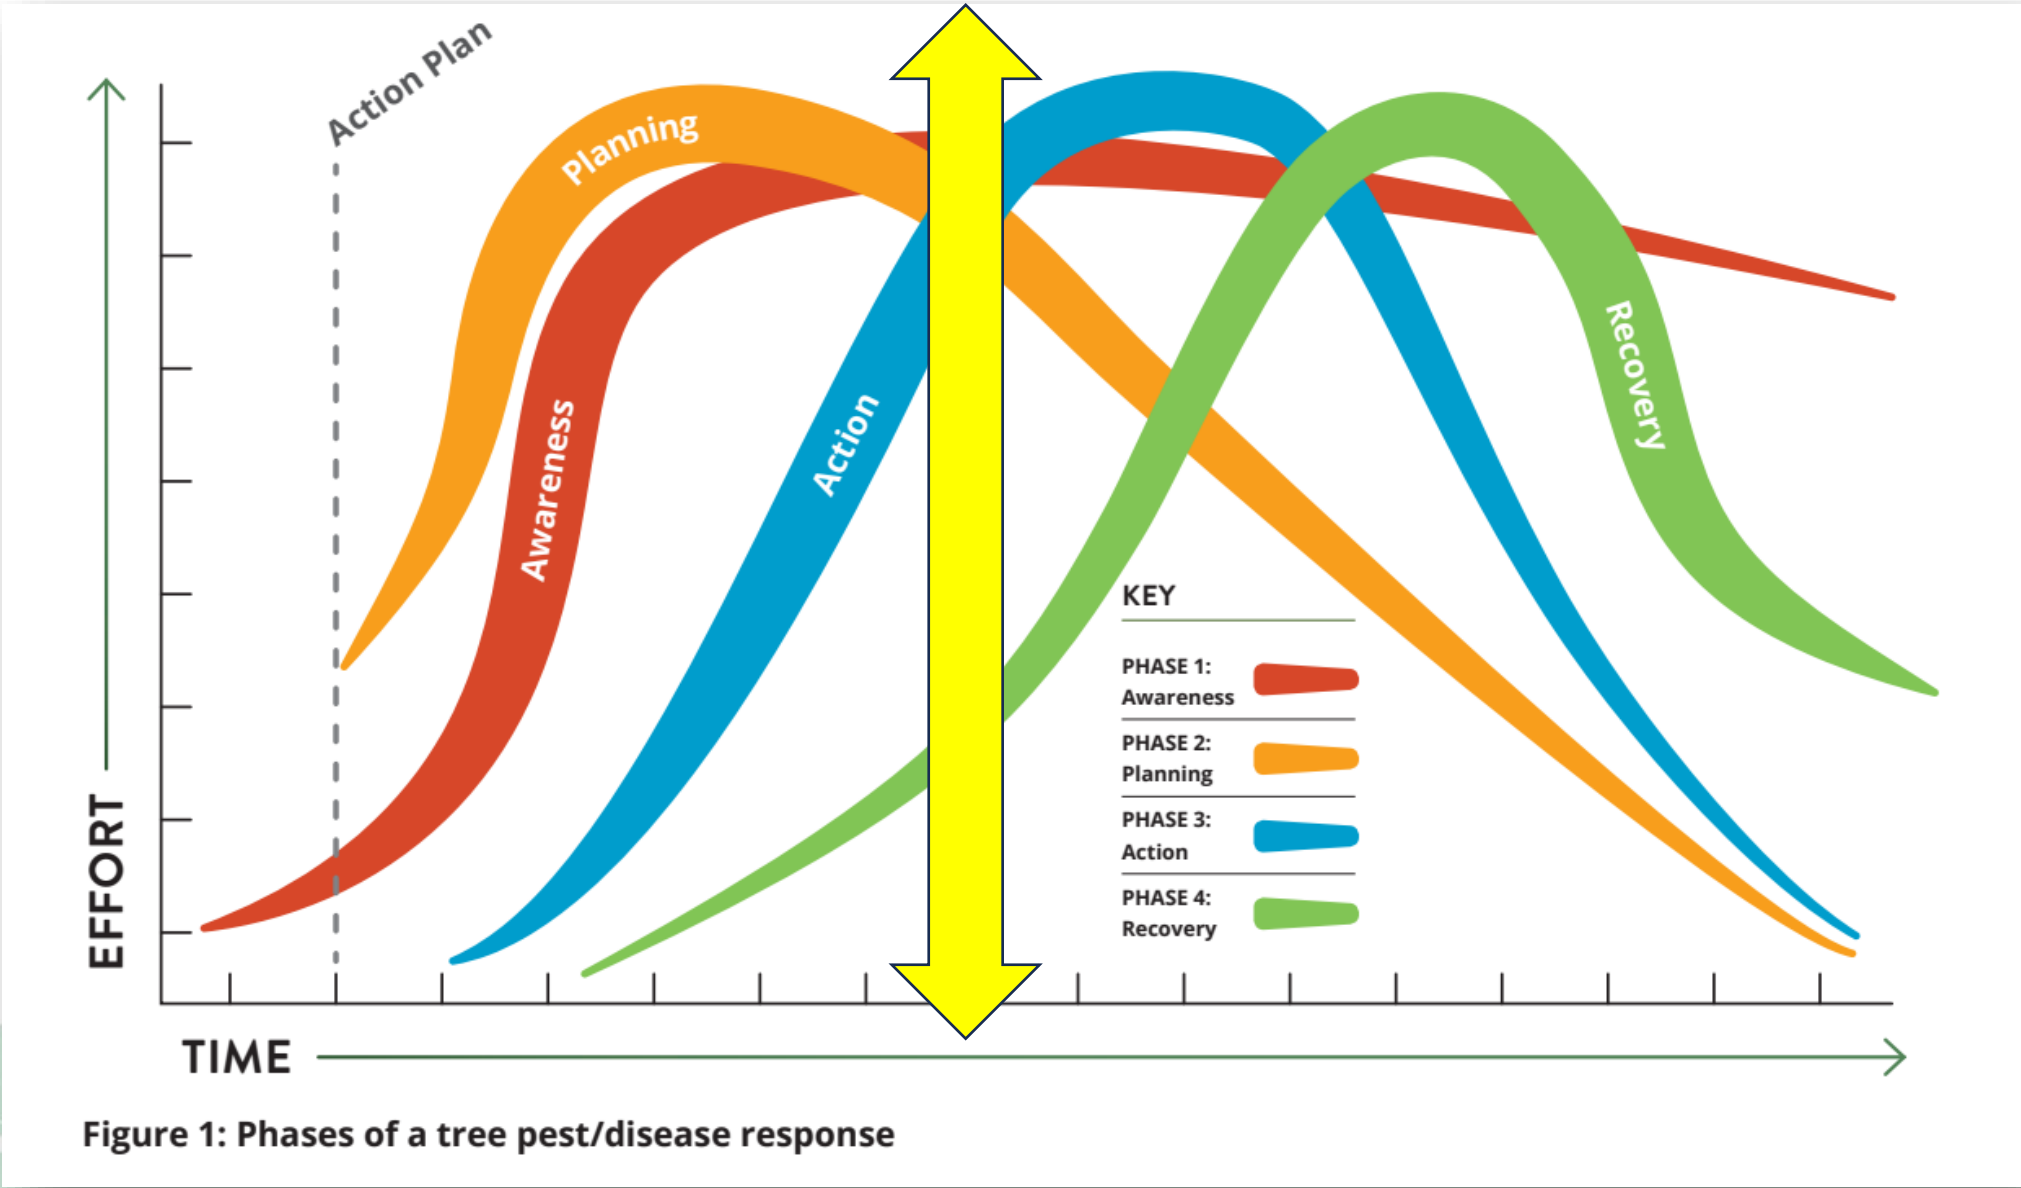 Action Plan
Planning
Awareness
Action
Recovery
KEY
PHASE 1:
Awareness
PHASE 2:
Planning
PHASE 3:
Action
PHASE 4:
Recovery
EFFORT
TIME
Figure 1: Phases of a tree pest/disease response